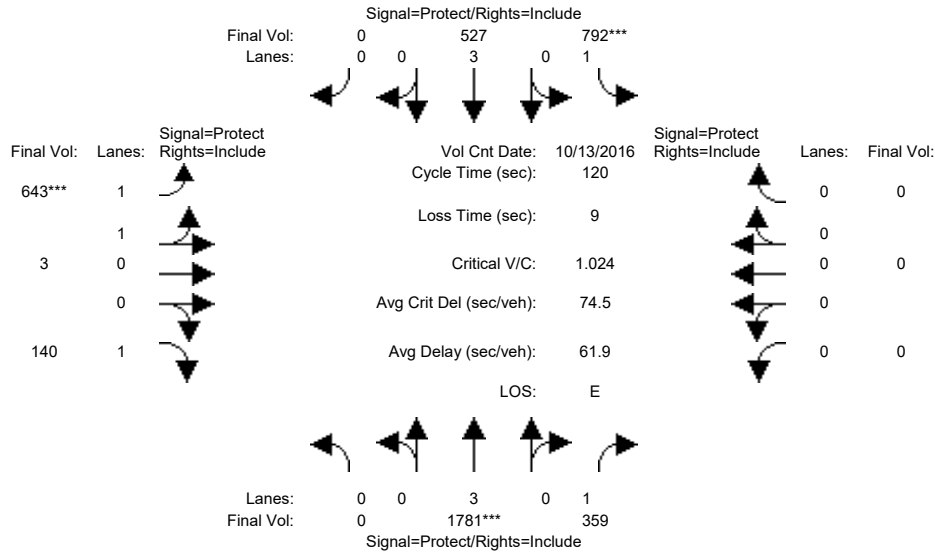 Signal=Protect/Rights=Include
Final Vol: 0 527 792***
Lanes: 0 0 3 0 1
Signal=Protect Signal=Protect
Final Vol: Lanes: Rights=Include Vol Cnt Date: 10/13/2016 Rights=Include Lanes: Final Vol:
Cycle Time (sec): 120
643*** 1 0 0
Loss Time (sec): 9
1 0
3 0 Critical V/C: 1.024 0 0
0 Avg Crit Del (sec/veh): 74.5 0
140 1 Avg Delay (sec/veh): 61.9 0 0
LOS: E
Lanes: 0 0 3 0 1
Final Vol: 0 1781*** 359
Signal=Protect/Rights=Include